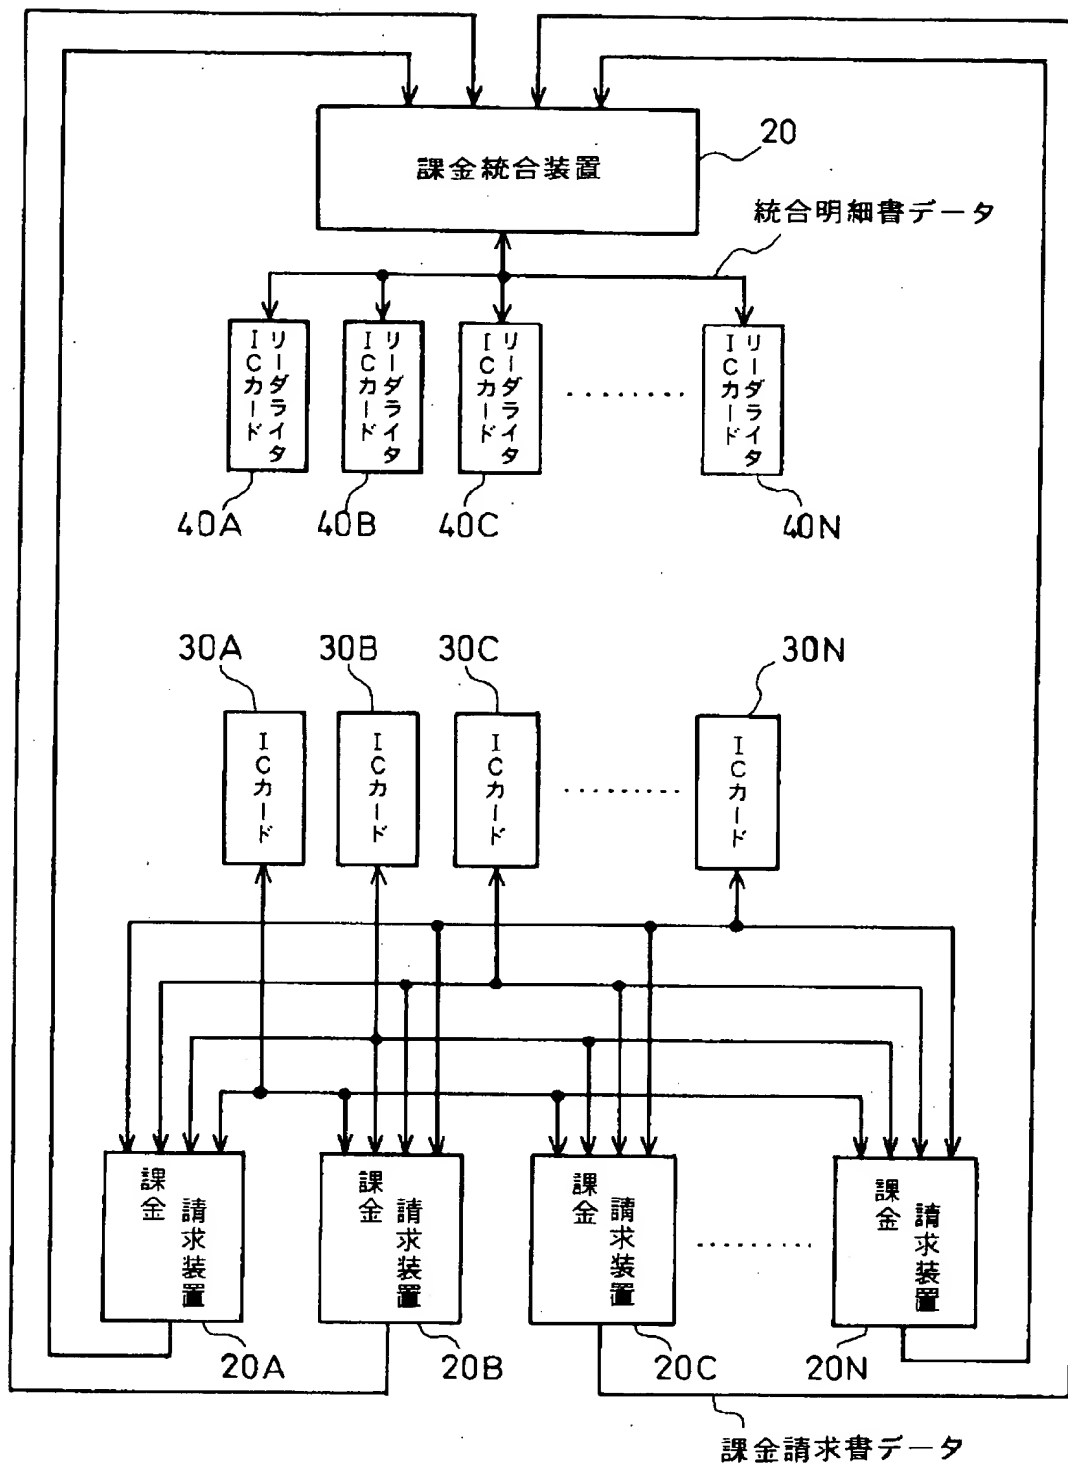 課金統合装置
20
統合明細書データ
ICカード
リーダライタ
ICカード
リーダライタ
ICカード
リーダライタ
ICカード
リーダライタ
40A
40B
40C
40N
30A
30B
30C
30N
ICカード
ICカード
ICカード
ICカード
課金
請求装置
課金
請求装置
課金
請求装置
課金
請求装置
20A
20B
20C
20N
課金請求書データ